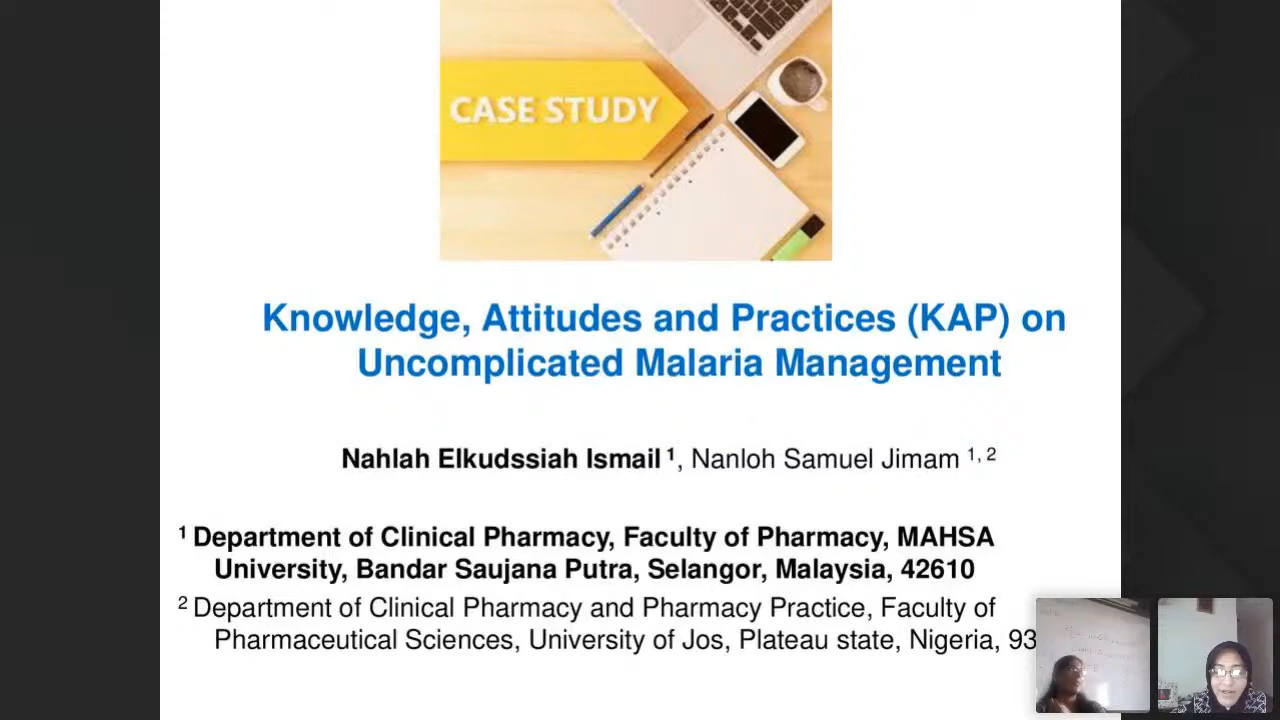 CASE STUDY
Knowledge, Attitudes and Practices (KAP) on
Uncomplicated Malaria Management
Nahlah Elkudssiah Ismail ¹, Nanloh Samuel Jimam ¹, ²
¹ Department of Clinical Pharmacy, Faculty of Pharmacy, MAHSA
University, Bandar Saujana Putra, Selangor, Malaysia, 42610
² Department of Clinical Pharmacy and Pharmacy Practice, Faculty of
Pharmaceutical Sciences, University of Jos, Plateau state, Nigeria, 93